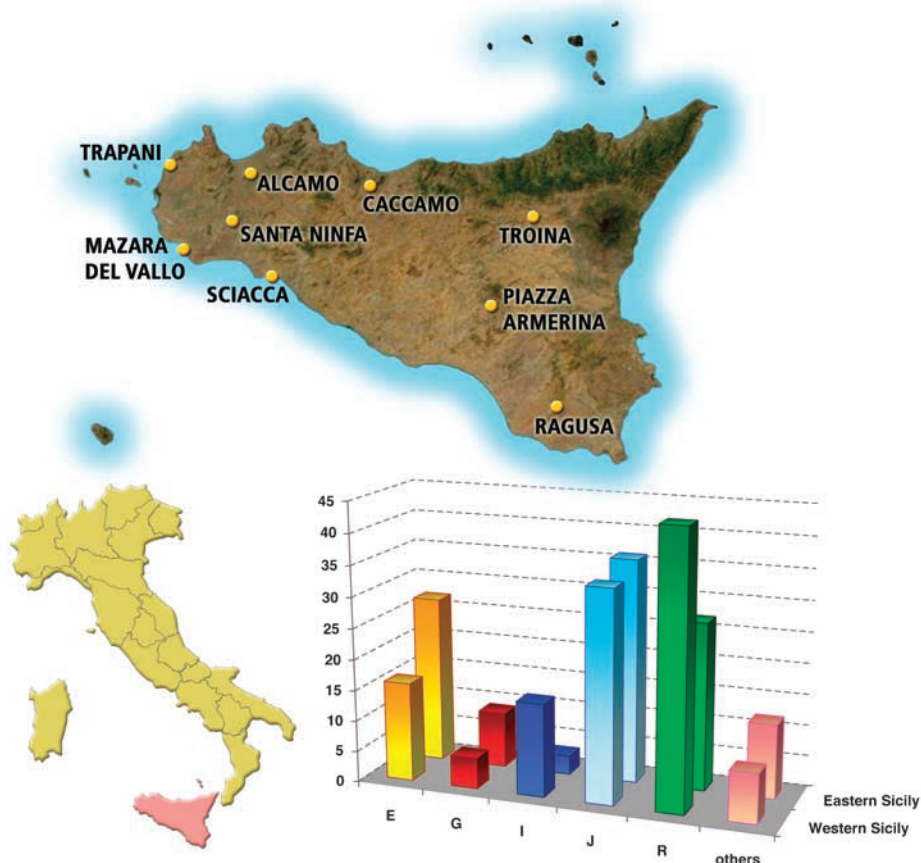 TRAPANI
ALCAMO
CACCAMO
SANTA NINFA
TROINA
MAZARA
DEL VALLO
SCIACCA
PIAZZA
ARMERINA
RAGUSA
45
40
35
30
25
20
15
10
5
0
E
G
I
J
R
others
Eastern Sicily
Western Sicily